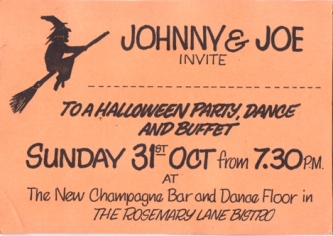 JOHNNY & JOE
INVITE
TO A HALLOWEEN PARTY, DANCE
AND BUFFET
SUNDAY 31ST OCT from 7.30 P.M.
AT
The New Champagne Bar and Dance Floor in
THE ROSEMARY LANE BISTRO